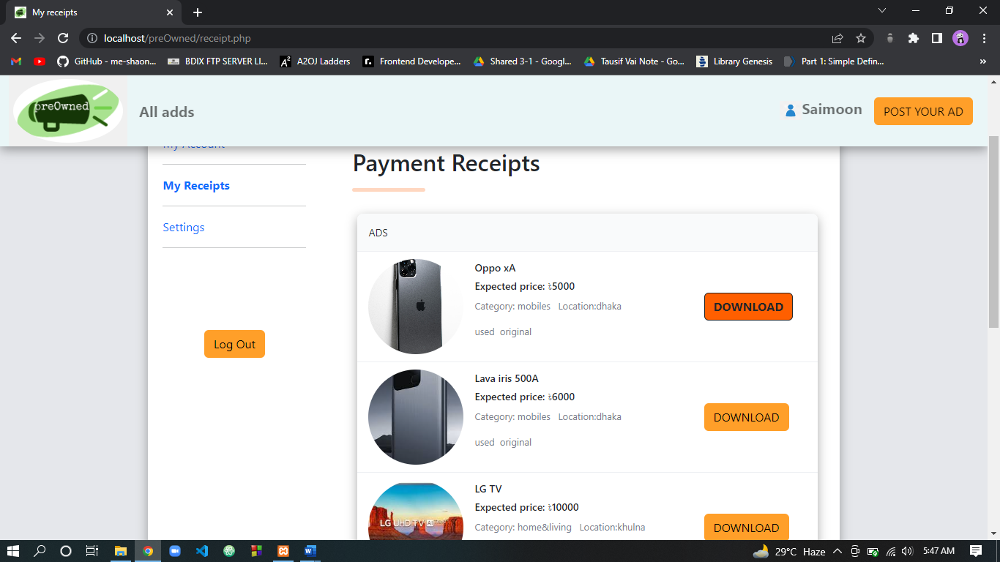 My receipts
localhost/preOwned/receipt.php
GitHub - me-shaon...
BDIX FTP SERVER LI...
A2OJ Ladders
Frontend Develope...
Shared 3-1 - Googl...
Tausif Vai Note - Go...
Library Genesis
Part 1: Simple Defin...
preOwned
All adds
Saimoon
POST YOUR AD
My Account
My Receipts
Settings
Log Out
Payment Receipts
ADS
Oppo xA
Expected price: ৳5000
Category: mobiles Location:dhaka
used original
DOWNLOAD
Lava iris 500A
Expected price: ৳6000
Category: mobiles Location:dhaka
used original
DOWNLOAD
LG UHD TV AI
LG TV
Expected price: ৳10000
Category: home&living Location:khulna
DOWNLOAD
29°C Haze
5:47 AM